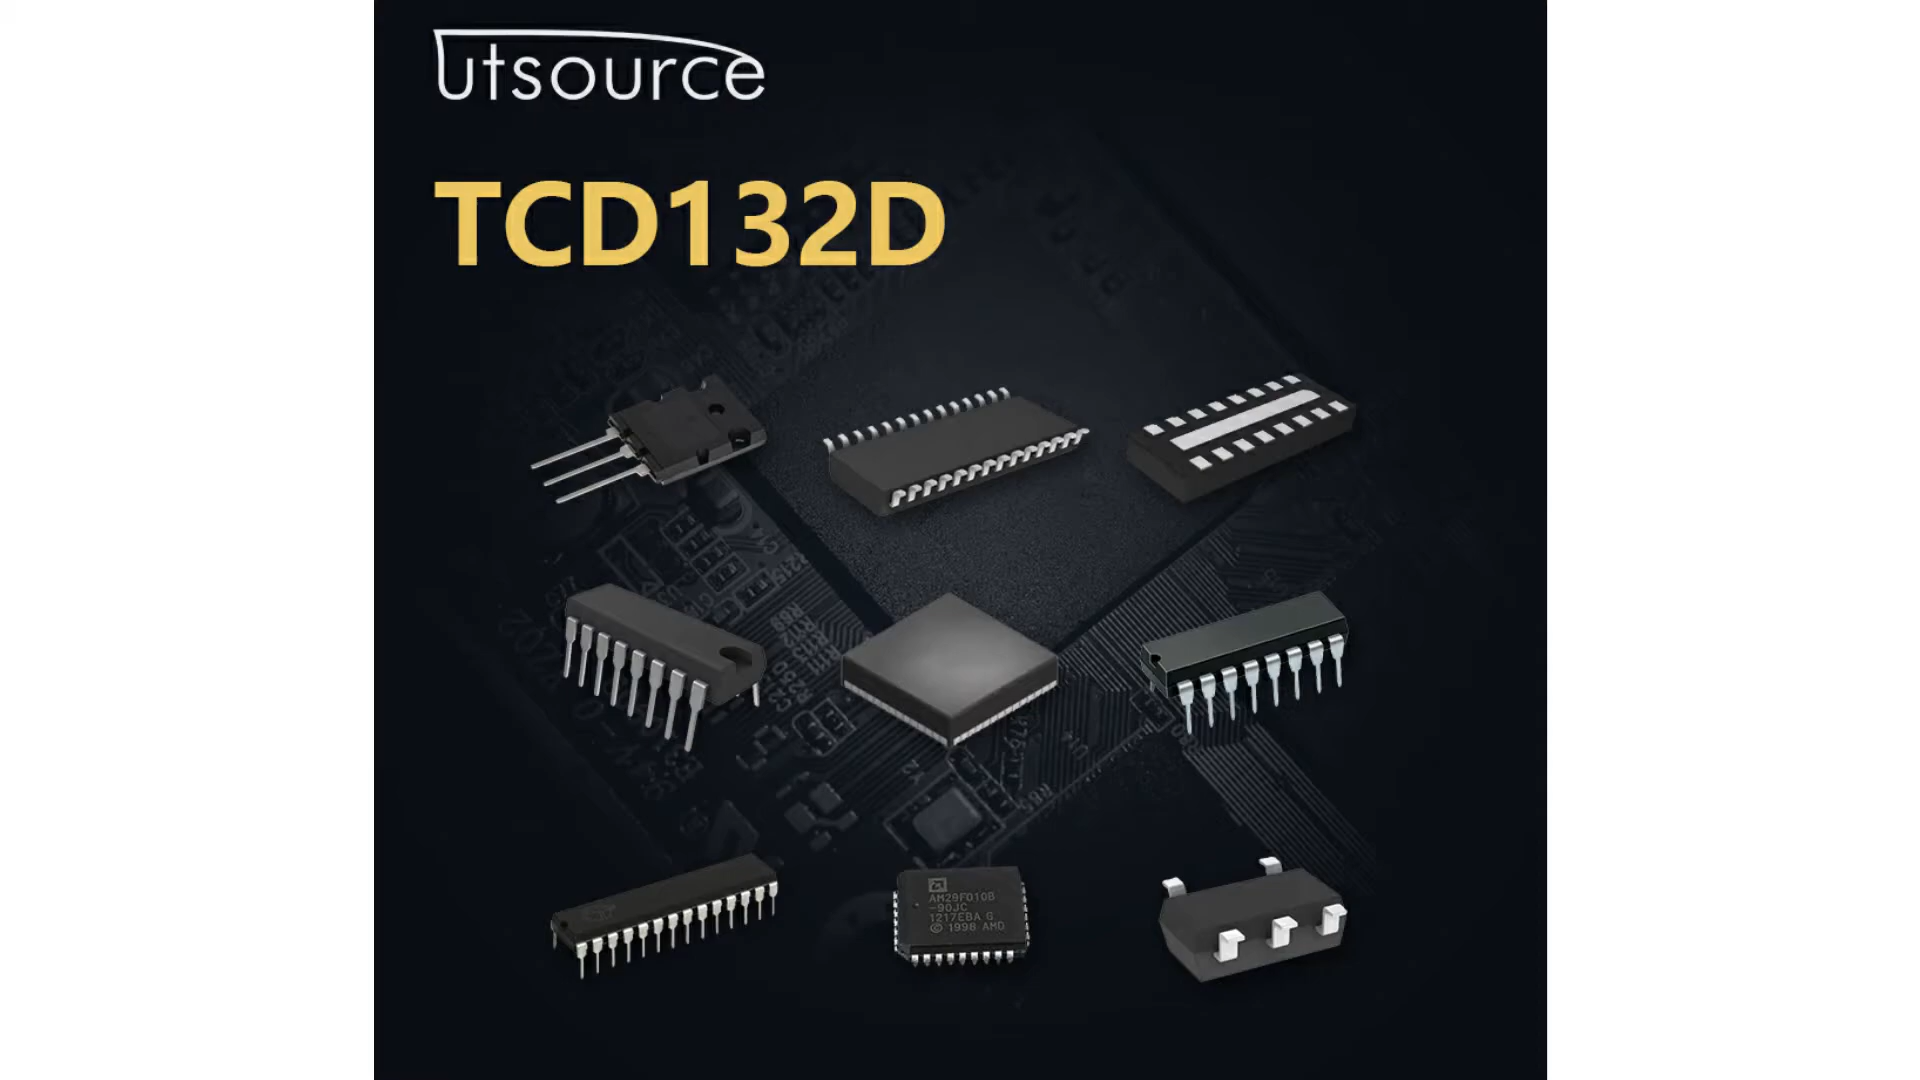 Utsource
TCD132D
AM29F010B
-90JC
1217EBA G
© 1998 AMD